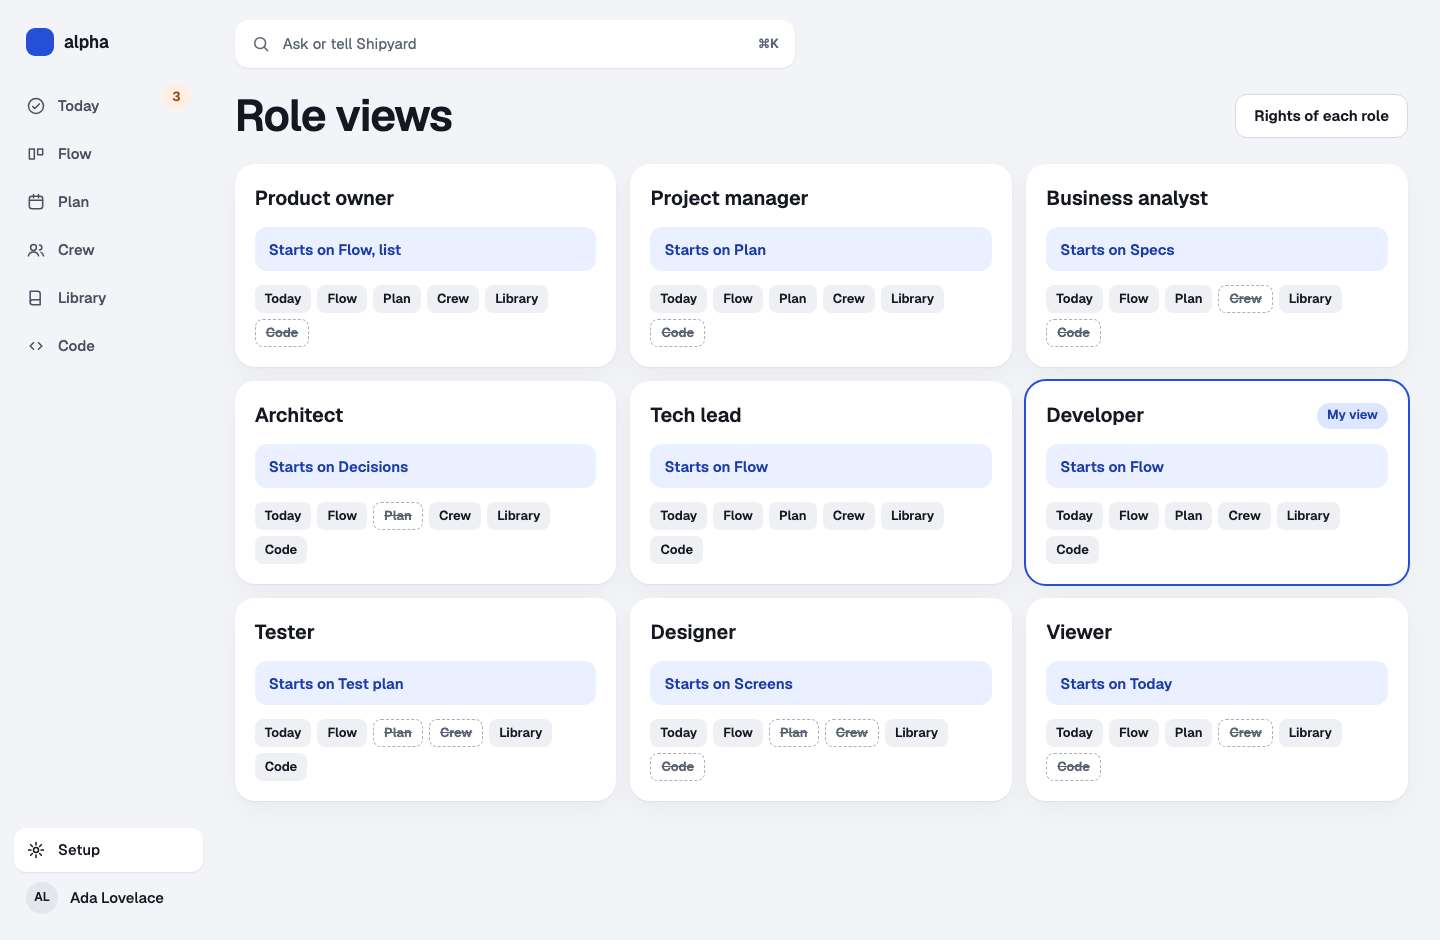 alpha
Ask or tell Shipyard ⌘K
Today 3
Flow
Plan
Crew
Library
Code
Setup
AL Ada Lovelace
Role views
Rights of each role
Product owner
Starts on Flow, list
Today Flow Plan Crew Library
Code
Project manager
Starts on Plan
Today Flow Plan Crew Library
Code
Business analyst
Starts on Specs
Today Flow Plan Crew Library
Code
Architect
Starts on Decisions
Today Flow Plan Crew Library
Code
Tech lead
Starts on Flow
Today Flow Plan Crew Library
Code
Developer My view
Starts on Flow
Today Flow Plan Crew Library
Code
Tester
Starts on Test plan
Today Flow Plan Crew Library
Code
Designer
Starts on Screens
Today Flow Plan Crew Library
Code
Viewer
Starts on Today
Today Flow Plan Crew Library
Code